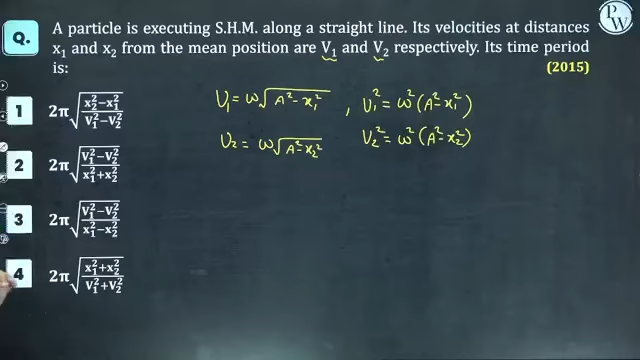 Q.
A particle is executing S.H.M. along a straight line. Its velocities at distances
x₁ and x₂ from the mean position are V₁ and V₂ respectively. Its time period
is: (2015)
1 2π√((x₂²−x₁²)/(V₁²−V₂²))
2 2π√((V₁²−V₂²)/(x₁²+x₂²))
3 2π√((V₁²−V₂²)/(x₁²−x₂²))
4 2π√((x₁²+x₂²)/(V₁²+V₂²))
V₁ = ω√(A²−x₁²) , V₁² = ω²(A²−x₁²)
V₂ = ω√(A²−x₂²) V₂² = ω²(A²−x₂²)
PW